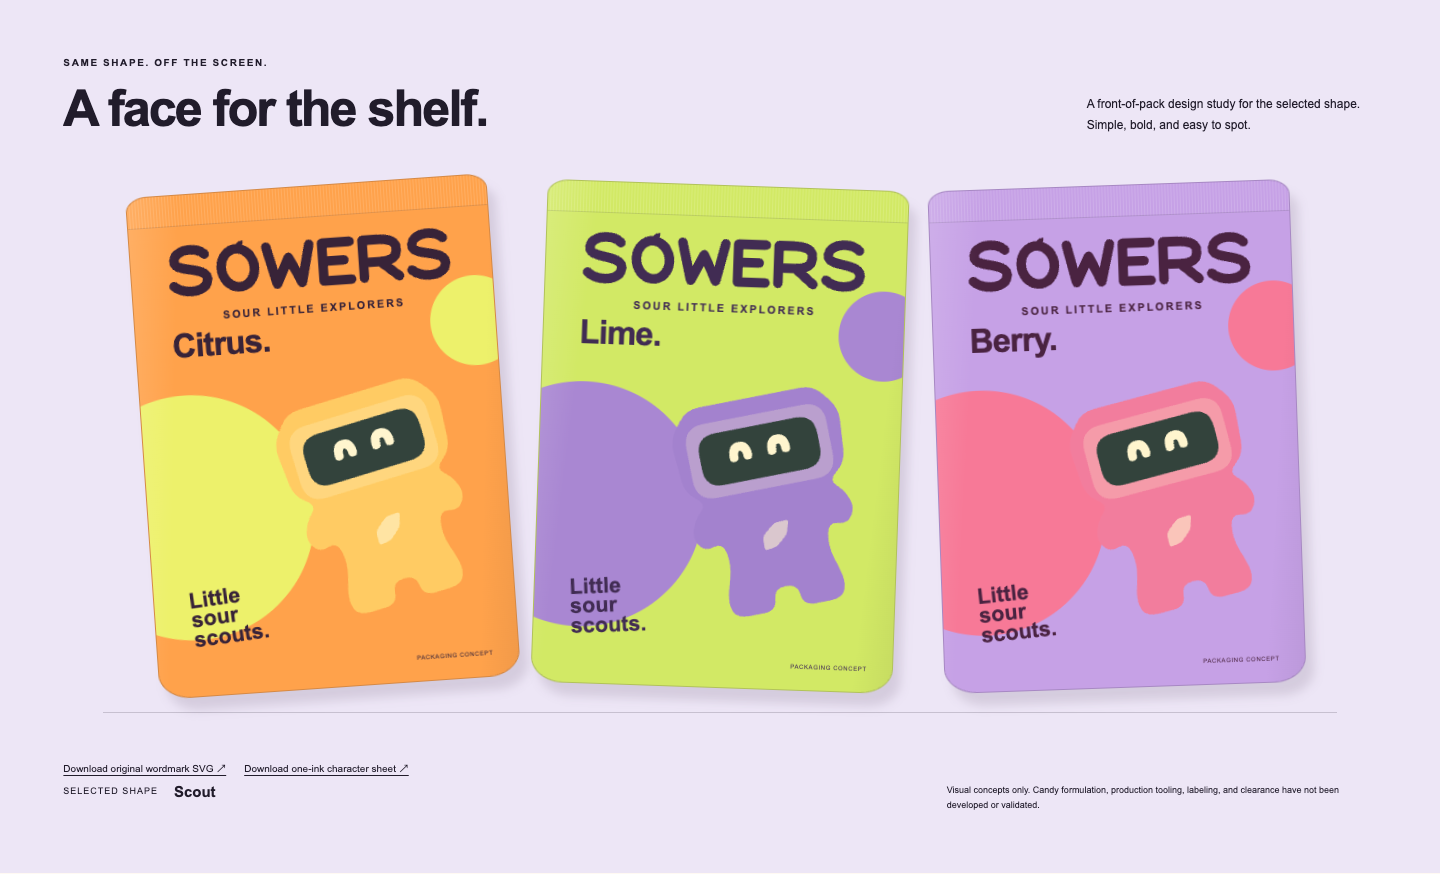 SAME SHAPE. OFF THE SCREEN.
A face for the shelf.
A front-of-pack design study for the selected shape.
Simple, bold, and easy to spot.
SOWERS
SOUR LITTLE EXPLORERS
Citrus.
Little
sour
scouts.
PACKAGING CONCEPT
SOWERS
SOUR LITTLE EXPLORERS
Lime.
Little
sour
scouts.
PACKAGING CONCEPT
SOWERS
SOUR LITTLE EXPLORERS
Berry.
Little
sour
scouts.
PACKAGING CONCEPT
Download original wordmark SVG ↗ Download one-ink character sheet ↗
SELECTED SHAPE Scout
Visual concepts only. Candy formulation, production tooling, labeling, and clearance have not been
developed or validated.